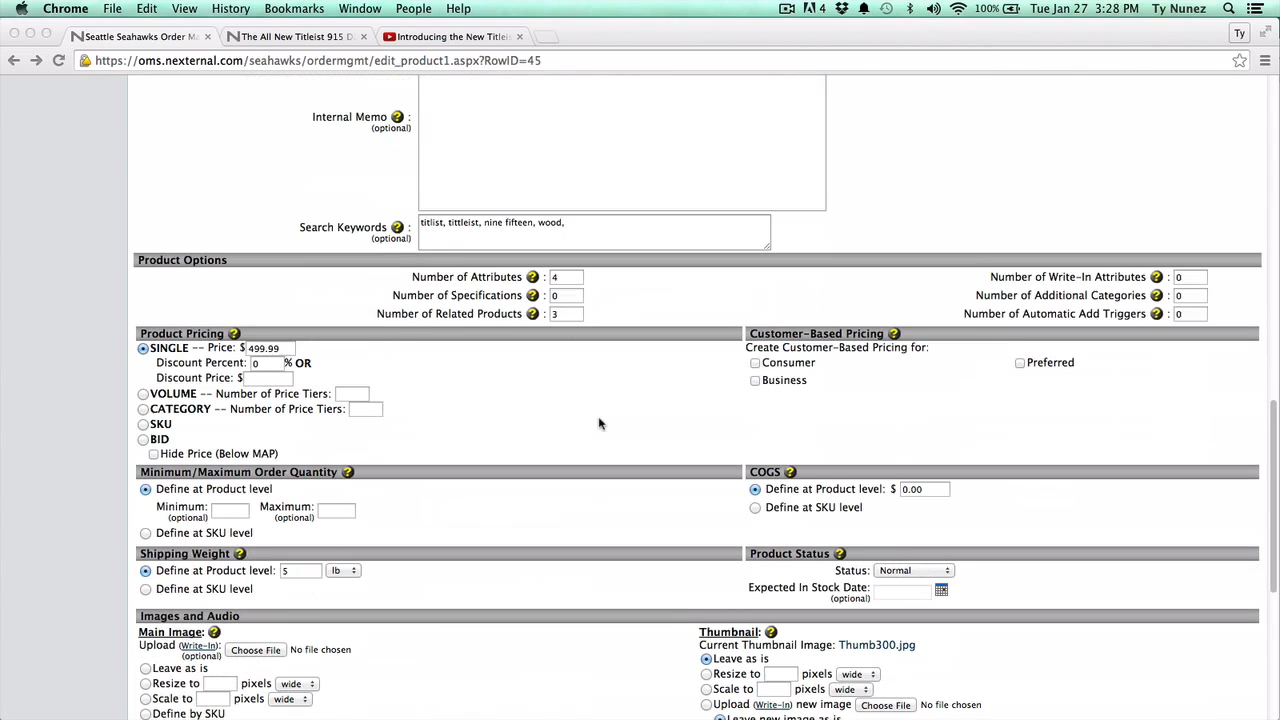 Chrome File Edit View History Bookmarks Window People Help 4 100% Tue Jan 27 3:28 PM Ty Nunez
Seattle Seahawks Order Ma × The All New Titleist 915 D × Introducing the New Titleis × Ty
https://oms.nexternal.com/seahawks/ordermgmt/edit_product1.aspx?RowID=45
Internal Memo ? :
(optional)
Search Keywords ? : titlist, tittleist, nine fifteen, wood,
(optional)
Product Options
Number of Attributes ? : 4 Number of Write-In Attributes ? : 0
Number of Specifications ? : 0 Number of Additional Categories ? : 0
Number of Related Products ? : 3 Number of Automatic Add Triggers ? : 0
Product Pricing ? Customer-Based Pricing ?
SINGLE -- Price: $ 499.99 Create Customer-Based Pricing for:
Discount Percent: 0 % OR Consumer Preferred
Discount Price: $ Business
VOLUME -- Number of Price Tiers:
CATEGORY -- Number of Price Tiers:
SKU
BID
Hide Price (Below MAP)
Minimum/Maximum Order Quantity ? COGS ?
Define at Product level Define at Product level: $ 0.00
Minimum: Maximum: Define at SKU level
(optional) (optional)
Define at SKU level
Shipping Weight ? Product Status ?
Define at Product level: 5 lb Status: Normal
Define at SKU level Expected In Stock Date:
(optional)
Images and Audio
Main Image: ? Thumbnail: ?
Upload (Write-In): Choose File No file chosen Current Thumbnail Image: Thumb300.jpg
(optional)
Leave as is Leave as is
Resize to pixels wide Resize to pixels wide
Scale to pixels wide Scale to pixels wide
Define by SKU Upload (Write-In) new image Choose File No file chosen
Leave new image as is